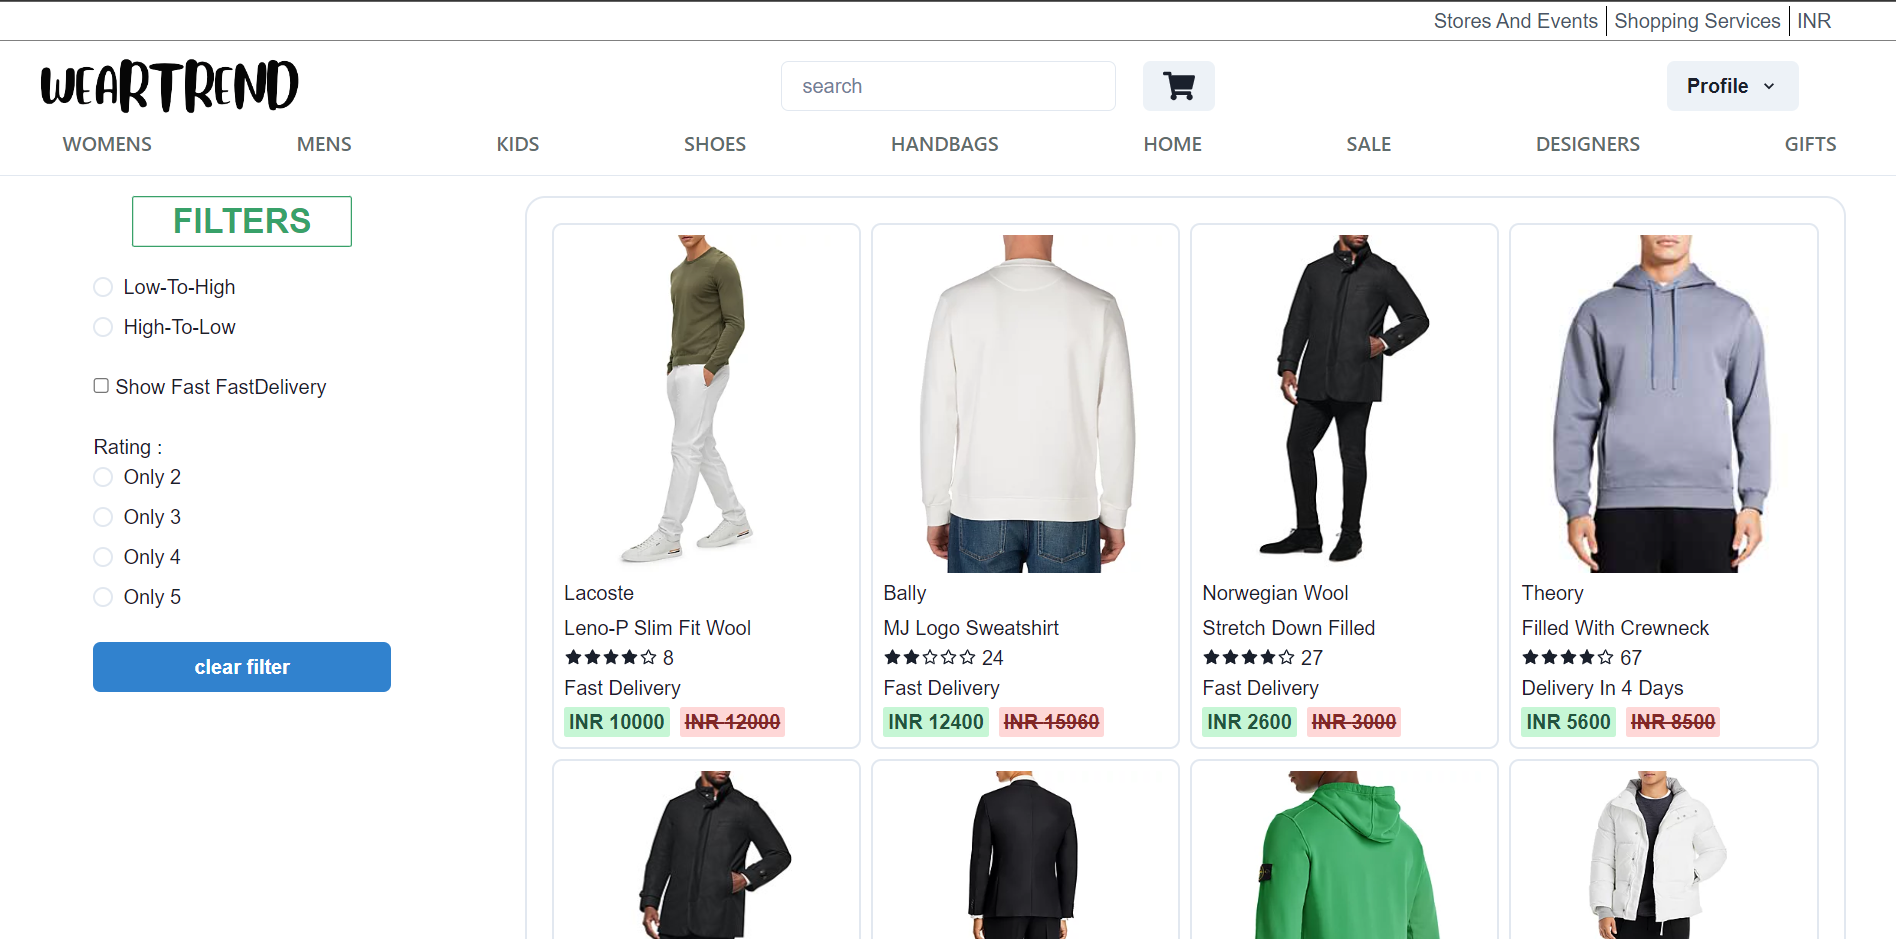 Stores And Events Shopping Services INR
WEARTREND
search
Profile
WOMENS MENS KIDS SHOES HANDBAGS HOME SALE DESIGNERS GIFTS
FILTERS
Low-To-High
High-To-Low
Show Fast FastDelivery
Rating :
Only 2
Only 3
Only 4
Only 5
clear filter
Lacoste
Leno-P Slim Fit Wool
8
Fast Delivery
INR 10000 INR 12000
Bally
MJ Logo Sweatshirt
24
Fast Delivery
INR 12400 INR 15960
Norwegian Wool
Stretch Down Filled
27
Fast Delivery
INR 2600 INR 3000
Theory
Filled With Crewneck
67
Delivery In 4 Days
INR 5600 INR 8500